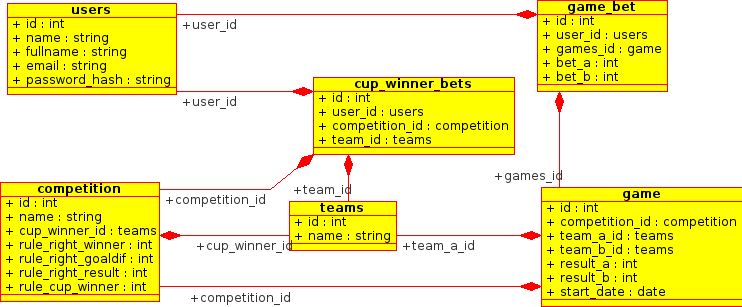 users
+ id : int
+ name : string
+ fullname : string
+ email : string
+ password_hash : string
game_bet
+ id : int
+ user_id : users
+ games_id : game
+ bet_a : int
+ bet_b : int
+user_id
cup_winner_bets
+ id : int
+ user_id : users
+ competition_id : competition
+ team_id : teams
+user_id
+competition_id
+team_id
+games_id
competition
+ id : int
+ name : string
+ cup_winner_id : teams
+ rule_right_winner : int
+ rule_right_goaldif : int
+ rule_right_result : int
+ rule_cup_winner : int
teams
+ id : int
+ name : string
game
+ id : int
+ competition_id : competition
+ team_a_id : teams
+ team_b_id : teams
+ result_a : int
+ result_b : int
+ start_date : date
+cup_winner_id
+team_a_id
+competition_id